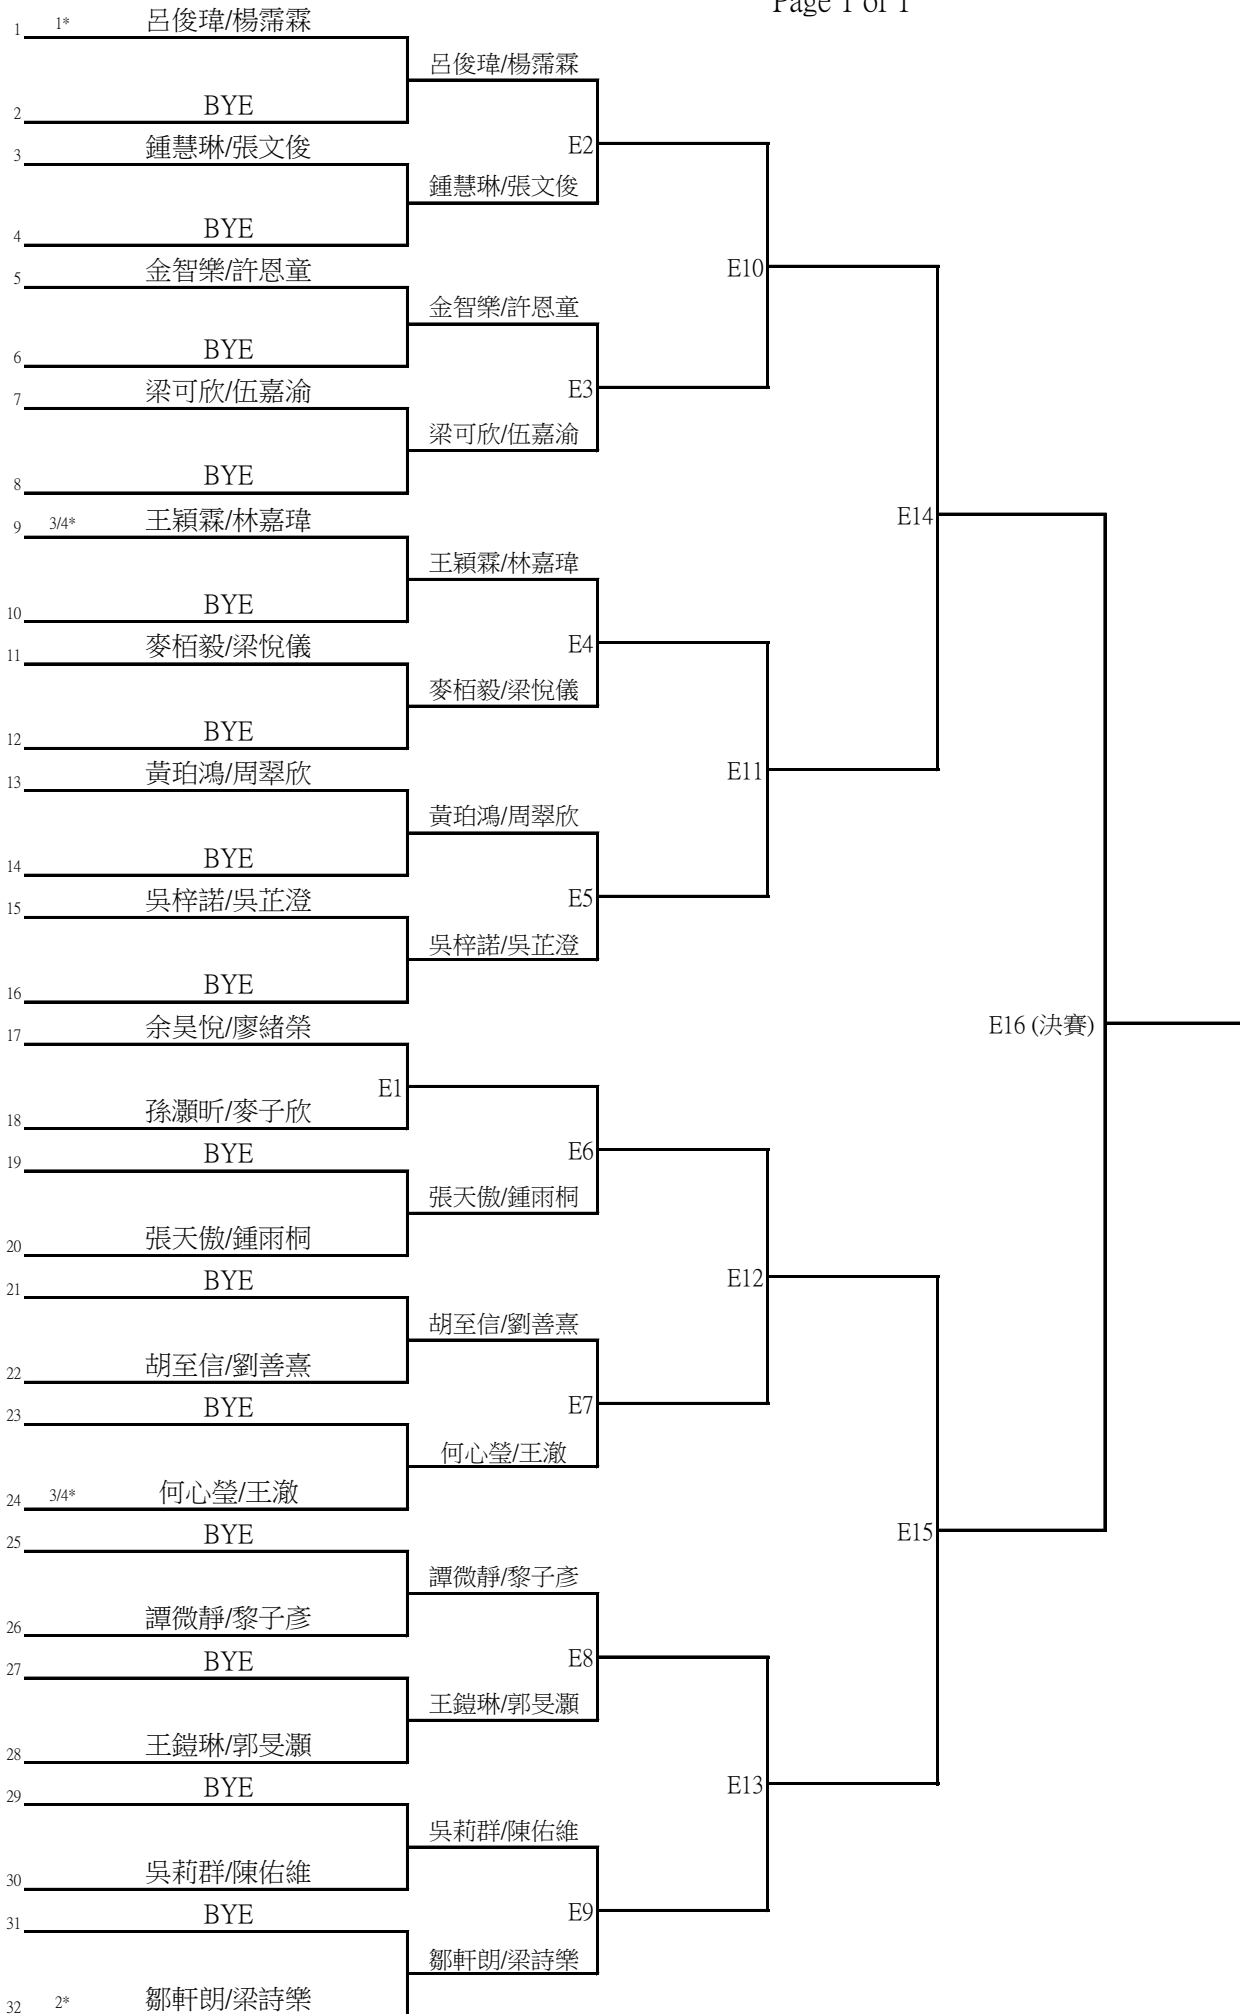 Page 1 of 1
1 1* 呂俊瑋/楊霈霖
呂俊瑋/楊霈霖
2 BYE
3 鍾慧琳/張文俊
E2
鍾慧琳/張文俊
4 BYE
5 金智樂/許恩童
E10
金智樂/許恩童
6 BYE
7 梁可欣/伍嘉渝
E3
梁可欣/伍嘉渝
8 BYE
9 3/4* 王穎霖/林嘉瑋
E14
王穎霖/林嘉瑋
10 BYE
11 麥栢毅/梁悅儀
E4
麥栢毅/梁悅儀
12 BYE
13 黃珀鴻/周翠欣
E11
黃珀鴻/周翠欣
14 BYE
15 吳梓諾/吳芷澄
E5
吳梓諾/吳芷澄
16 BYE
17 余昊悅/廖緒榮
E16 (決賽)
E1
18 孫灝昕/麥子欣
19 BYE
E6
張天傲/鍾雨桐
20 張天傲/鍾雨桐
21 BYE
E12
胡至信/劉善熹
22 胡至信/劉善熹
23 BYE
E7
何心瑩/王澈
24 3/4* 何心瑩/王澈
25 BYE
E15
譚微靜/黎子彥
26 譚微靜/黎子彥
27 BYE
E8
王鎧琳/郭旻灝
28 王鎧琳/郭旻灝
29 BYE
E13
吳莉群/陳佑維
30 吳莉群/陳佑維
31 BYE
E9
鄒軒朗/梁詩樂
32 2* 鄒軒朗/梁詩樂